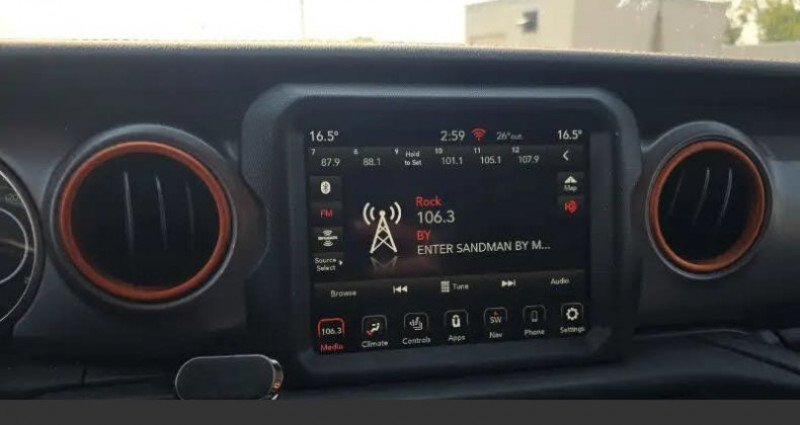 16.5° 2:59 26°out. 16.5°
7 87.9
8 88.1
9 Hold to Set
10 101.1
11 105.1
12 107.9
FM
Map
Rock
106.3
BY
ENTER SANDMAN BY M...
Source
Select
Browse Tune Audio
106.3 SW
Media Climate Controls Apps Nav Phone Settings